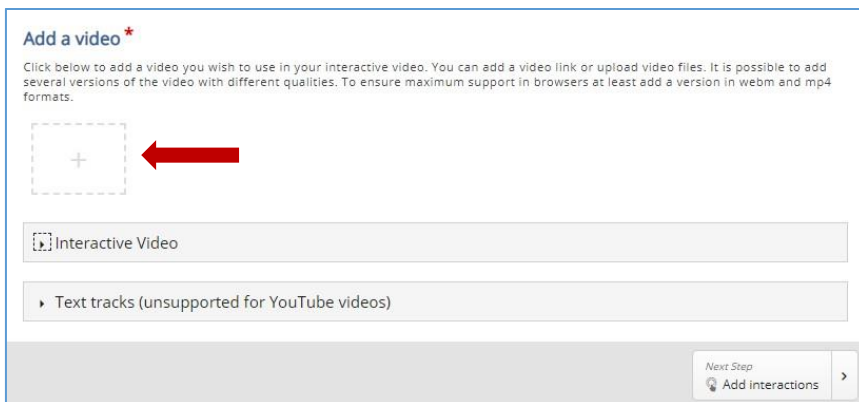 Add a video *
Click below to add a video you wish to use in your interactive video. You can add a video link or upload video files. It is possible to add
several versions of the video with different qualities. To ensure maximum support in browsers at least add a version in webm and mp4
formats.
+
Interactive Video
Text tracks (unsupported for YouTube videos)
Next Step
Add interactions